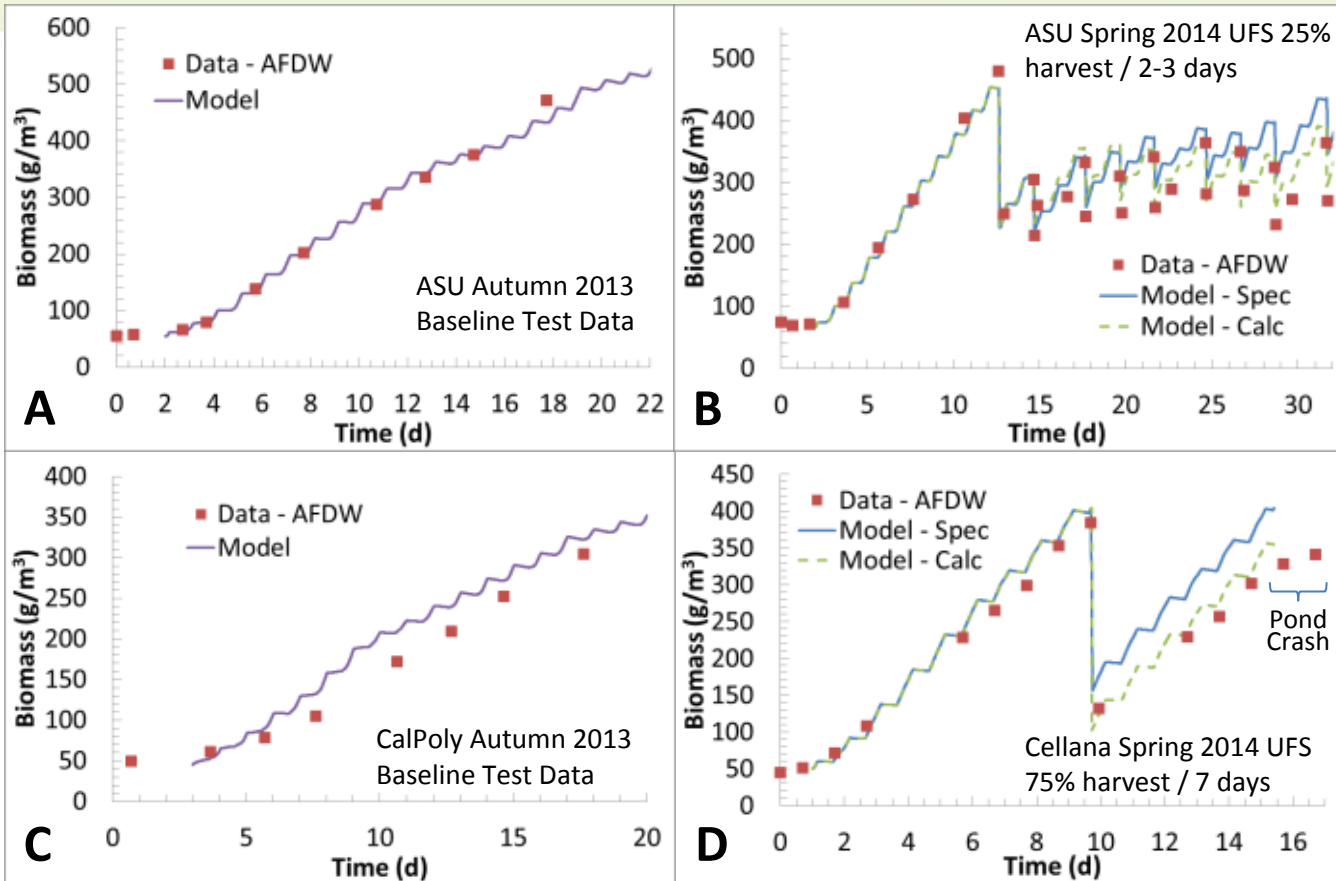 600
500
400
300
200
100
0
Biomass (g/m³)
Data - AFDW
Model
ASU Autumn 2013
Baseline Test Data
A
0 2 4 6 8 10 12 14 16 18 20 22
Time (d)
500
400
300
200
100
0
Biomass (g/m³)
ASU Spring 2014 UFS 25%
harvest / 2-3 days
Data - AFDW
Model - Spec
Model - Calc
B
0 5 10 15 20 25 30
Time (d)
400
350
300
250
200
150
100
50
0
Biomass (g/m³)
Data - AFDW
Model
CalPoly Autumn 2013
Baseline Test Data
C
0 5 10 15 20
Time (d)
450
400
350
300
250
200
150
100
50
0
Biomass (g/m³)
Data - AFDW
Model - Spec
Model - Calc
Pond
Crash
Cellana Spring 2014 UFS
75% harvest / 7 days
D
0 2 4 6 8 10 12 14 16
Time (d)